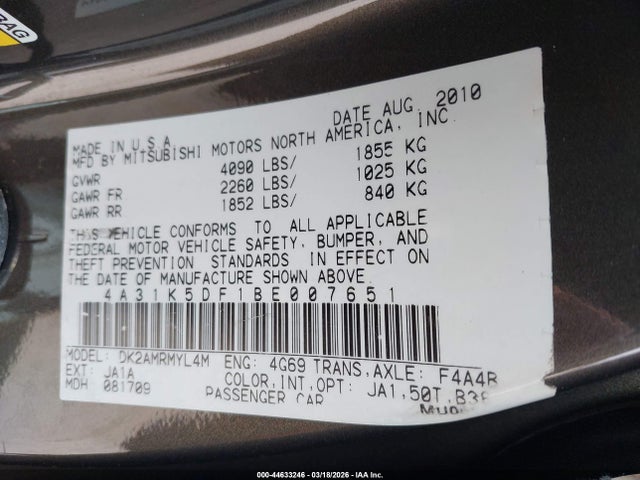 BAG
DATE AUG 2010
MADE IN U.S.A
MFD BY MITSUBISHI MOTORS NORTH AMERICA, INC.
GVWR 4090 LBS/ 1855 KG
GAWR FR 2260 LBS/ 1025 KG
GAWR RR 1852 LBS/ 840 KG
THIS VEHICLE CONFORMS TO ALL APPLICABLE
FEDERAL MOTOR VEHICLE SAFETY, BUMPER, AND
THEFT PREVENTION STANDARDS IN EFFECT ON
THE DATE OF MANUFACTURE SHOWN ABOVE.
4A31K5DF1BE007651
MODEL: DK2AMRMYL4M ENG: 4G69 TRANS,AXLE: F4A4B
EXT: JA1A COLOR,INT,OPT: JA1,50T,
MDH: 081709 PASSENGER CAR
000-44633246 - 03/18/2026 - IAA Inc.